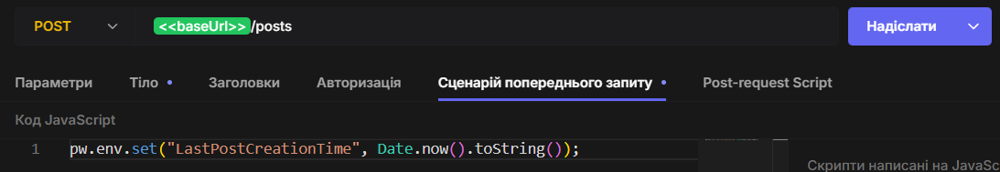 POST <<baseUrl>>/posts Надіслати
Параметри Тіло Заголовки Авторизація Сценарій попереднього запиту Post-request Script
Код JavaScript
1 pw.env.set("LastPostCreationTime", Date.now().toString());
Скрипти написані на JavaSc